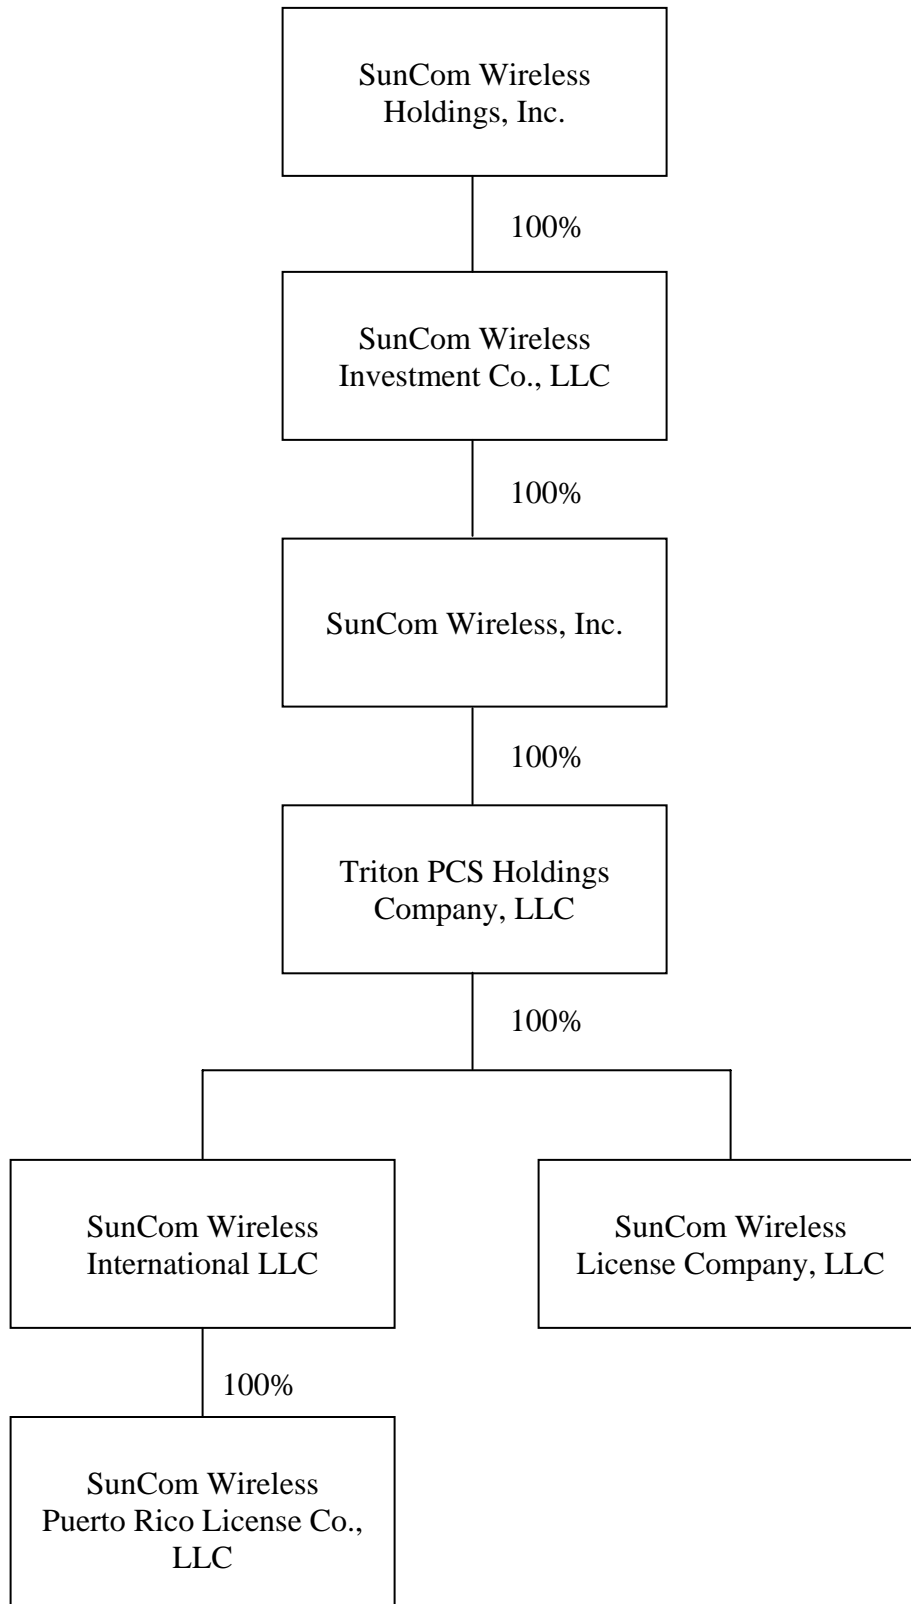 SunCom Wireless
Holdings, Inc.
100%
SunCom Wireless
Investment Co., LLC
100%
SunCom Wireless, Inc.
100%
Triton PCS Holdings
Company, LLC
100%
SunCom Wireless
International LLC
SunCom Wireless
License Company, LLC
100%
SunCom Wireless
Puerto Rico License Co.,
LLC